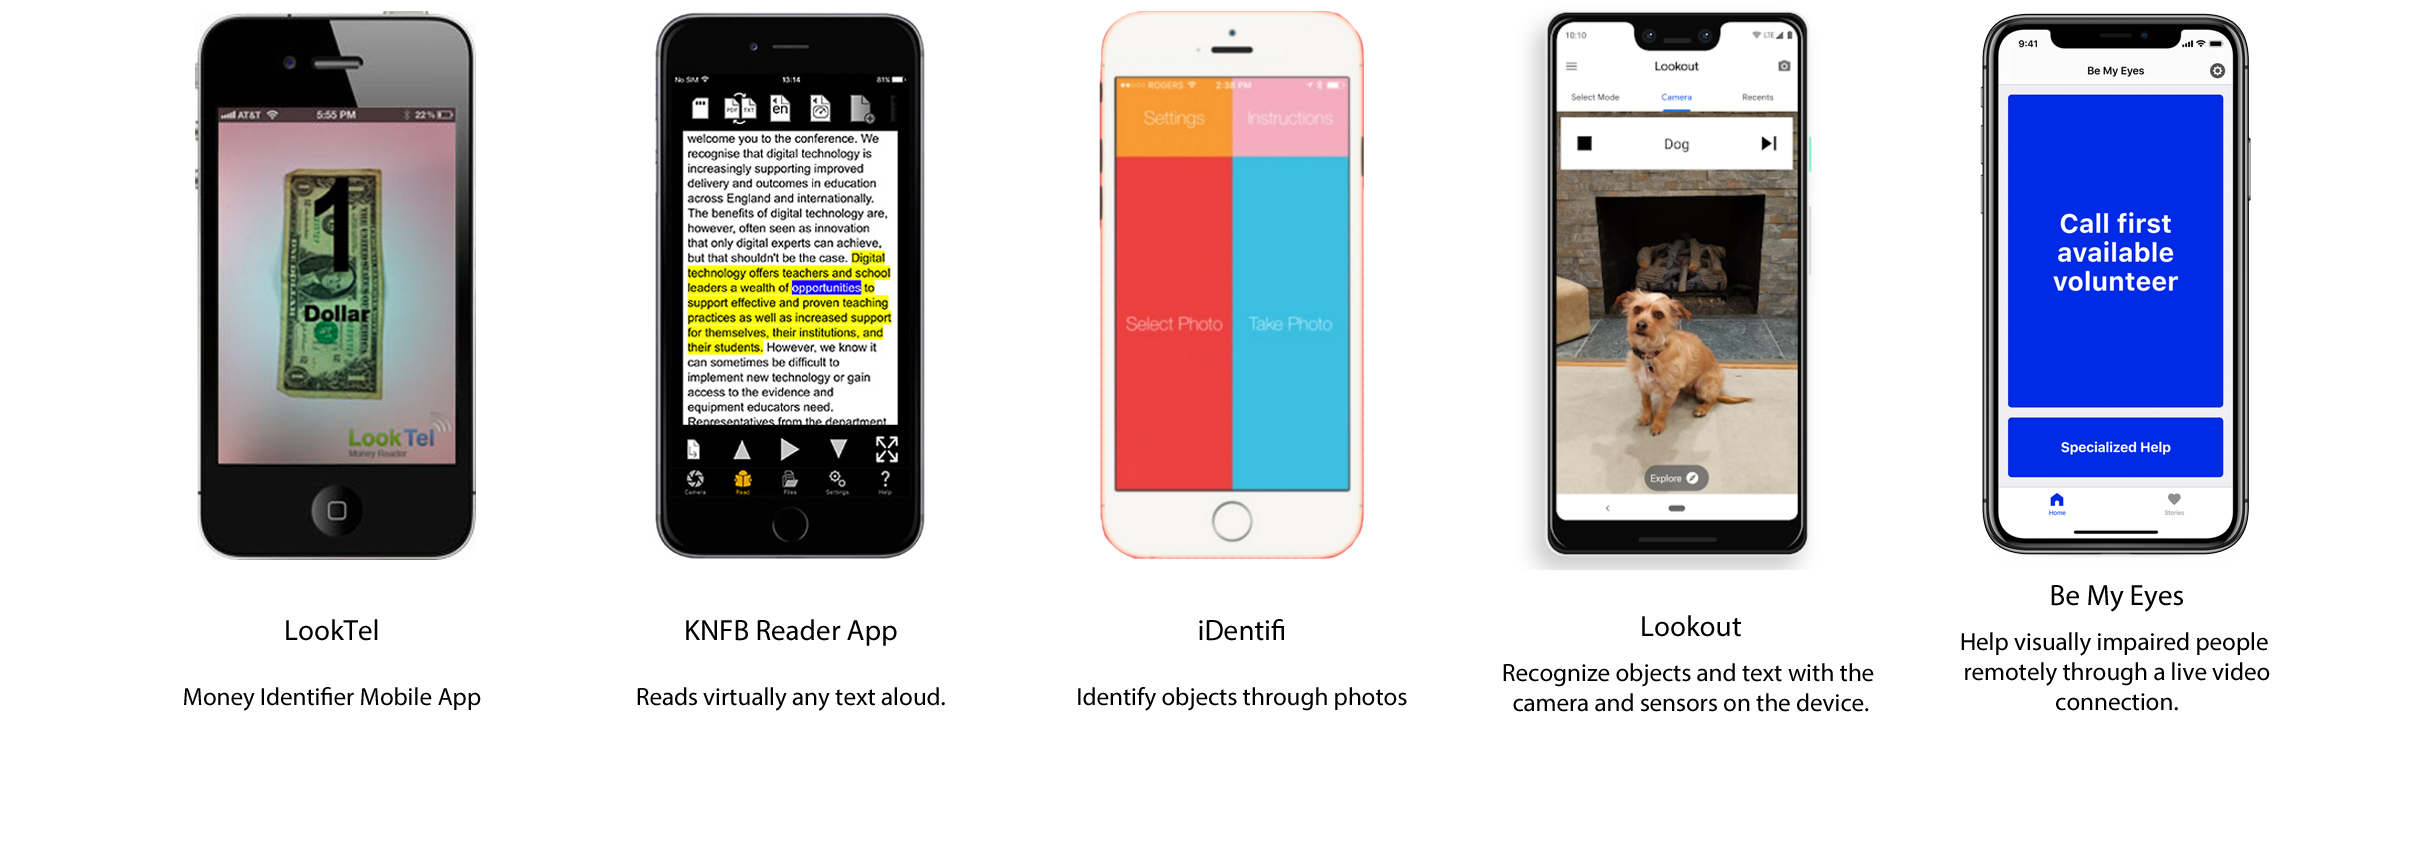 AT&T 5:55 PM 22%
1
Dollar
LookTel
Money Reader
LookTel
Money Identifier Mobile App
No SIM 13:14 81%
PDF TXT en
welcome you to the conference. We
recognise that digital technology is
increasingly supporting improved
delivery and outcomes in education
across England and internationally.
The benefits of digital technology are,
however, often seen as innovation
that only digital experts can achieve,
but that shouldn't be the case. Digital
technology offers teachers and school
leaders a wealth of opportunities to
support effective and proven teaching
practices as well as increased support
for themselves, their institutions, and
their students. However, we know it
can sometimes be difficult to
implement new technology or gain
access to the evidence and
equipment educators need.
Representatives from the department
Camera Read Files Settings Help
KNFB Reader App
Reads virtually any text aloud.
ROGERS 2:38 PM
Settings Instructions
Select Photo Take Photo
iDentifi
Identify objects through photos
10:10 LTE
Lookout
Select Mode Camera Recents
Dog
Explore
Lookout
Recognize objects and text with the
camera and sensors on the device.
9:41
Be My Eyes
Call first
available
volunteer
Specialized Help
Home Stories
Be My Eyes
Help visually impaired people
remotely through a live video
connection.